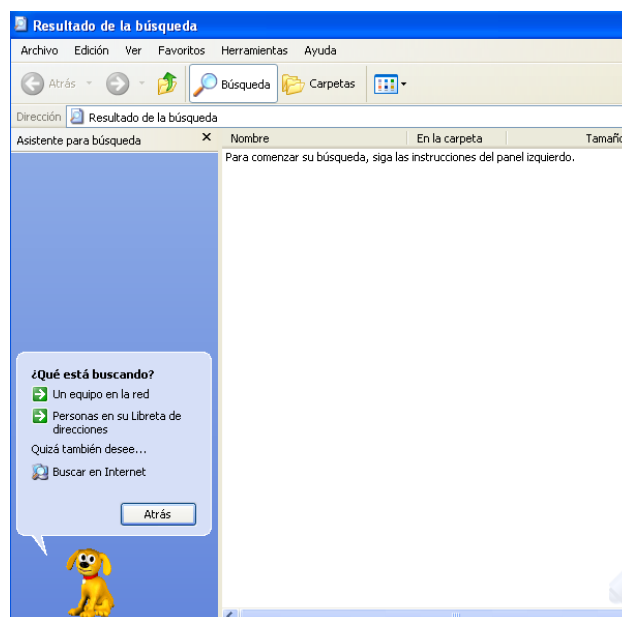 Resultado de la búsqueda
Archivo Edición Ver Favoritos Herramientas Ayuda
Atrás Búsqueda Carpetas
Dirección Resultado de la búsqueda
Asistente para búsqueda Nombre En la carpeta Tamaño
Para comenzar su búsqueda, siga las instrucciones del panel izquierdo.
¿Qué está buscando?
Un equipo en la red
Personas en su Libreta de
direcciones
Quizá también desee...
Buscar en Internet
Atrás